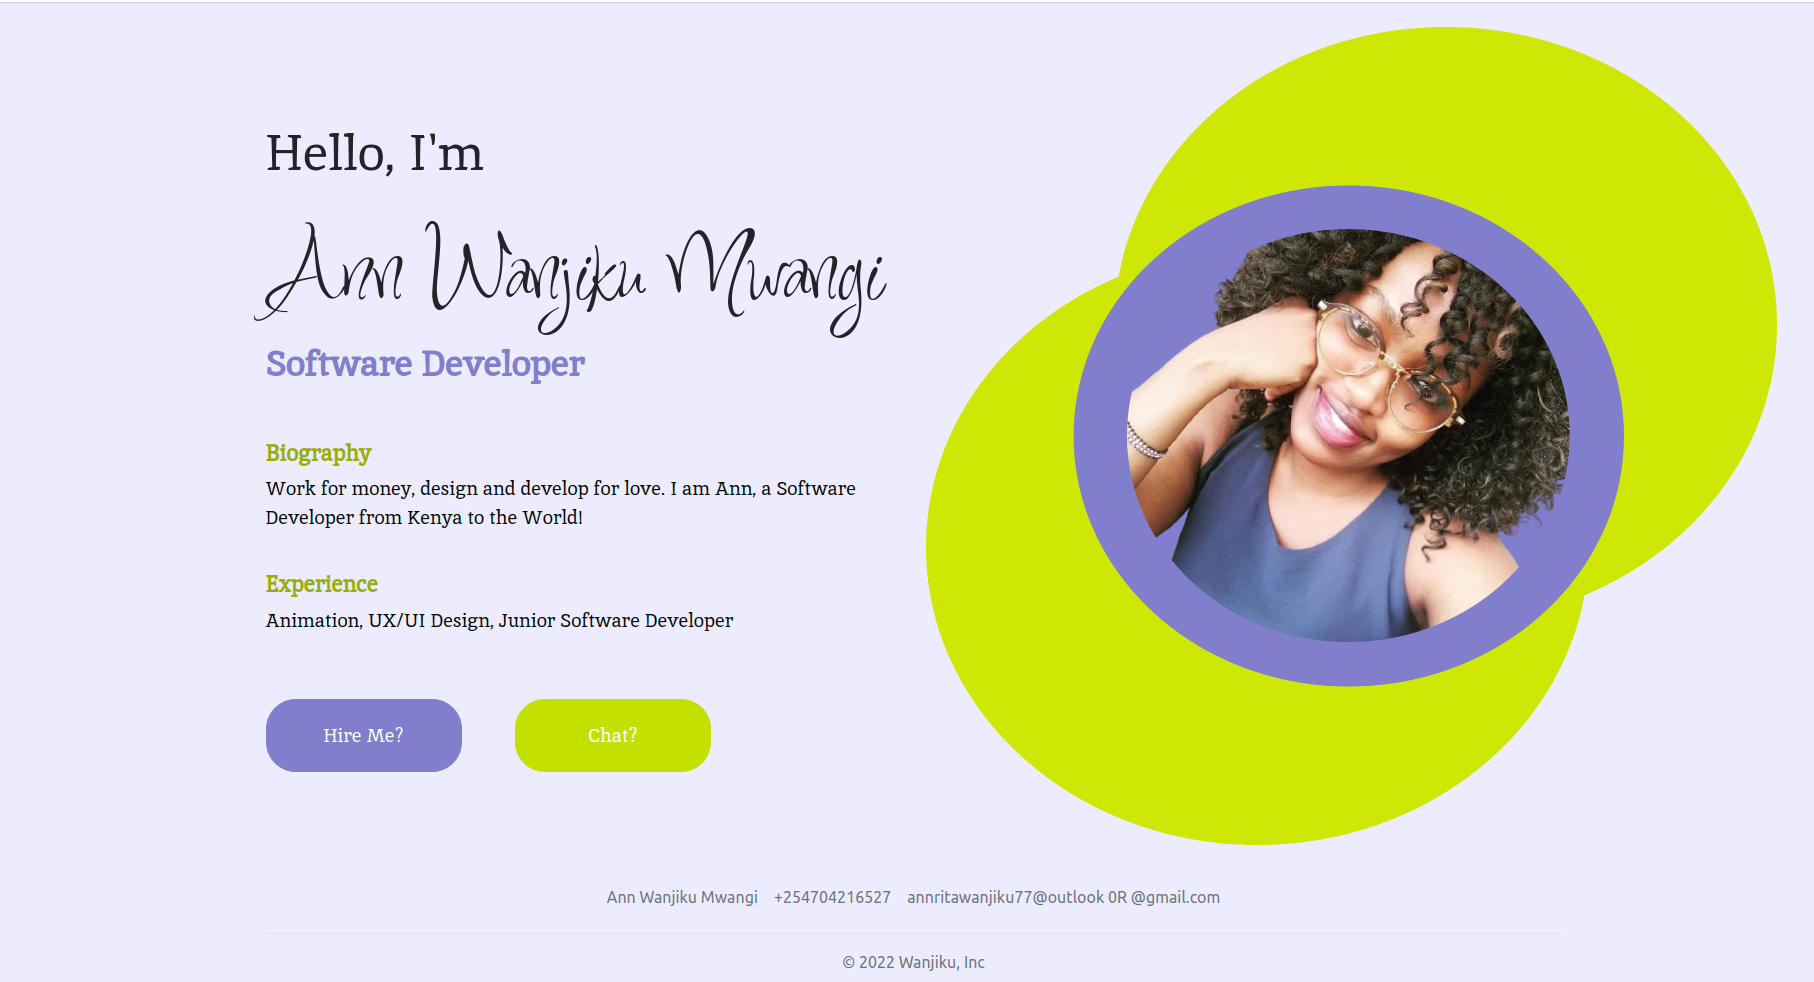 Hello, I'm
Ann Wanjiku Mwangi
Software Developer
Biography
Work for money, design and develop for love. I am Ann, a Software
Developer from Kenya to the World!
Experience
Animation, UX/UI Design, Junior Software Developer
Hire Me?
Chat?
Ann Wanjiku Mwangi +254704216527 annritawanjiku77@outlook 0R @gmail.com
© 2022 Wanjiku, Inc